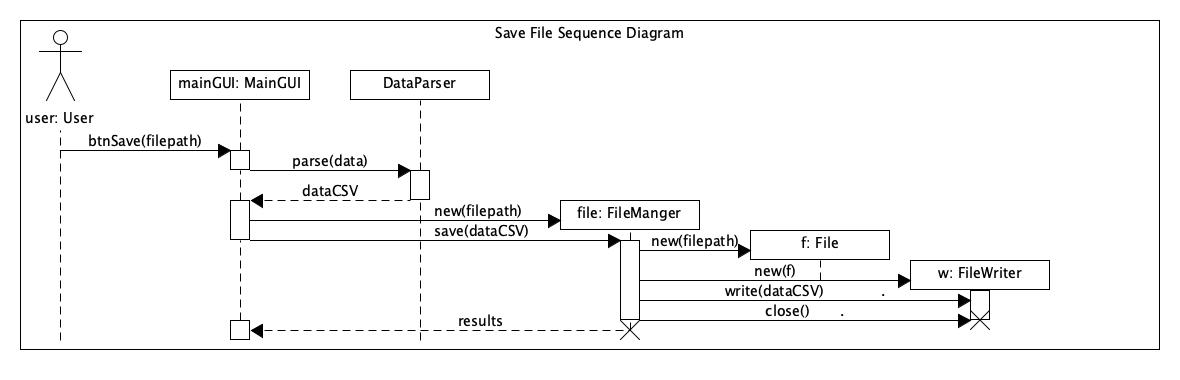 Save File Sequence Diagram
user: User
mainGUI: MainGUI
DataParser
btnSave(filepath)
parse(data)
dataCSV
new(filepath)
file: FileManger
save(dataCSV)
new(filepath)
f: File
new(f)
w: FileWriter
write(dataCSV) .
close() .
results